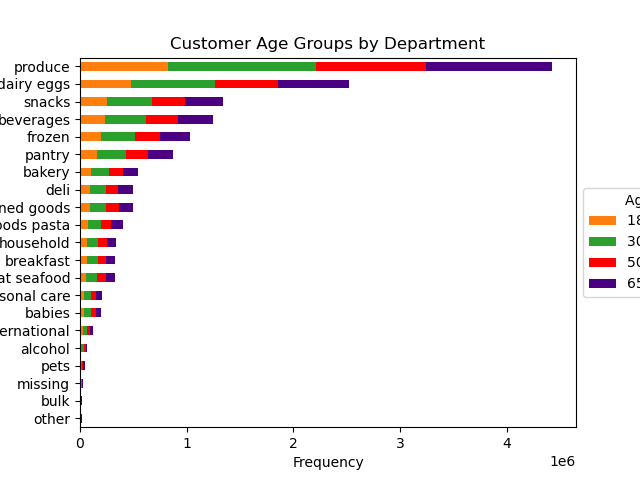 Customer Age Groups by Department
produce
dairy eggs
snacks
beverages
frozen
pantry
bakery
deli
ned goods
oods pasta
household
breakfast
at seafood
sonal care
babies
ernational
alcohol
pets
missing
bulk
other
0 1 2 3 4
1e6
Frequency
Ag
18
30
50
65